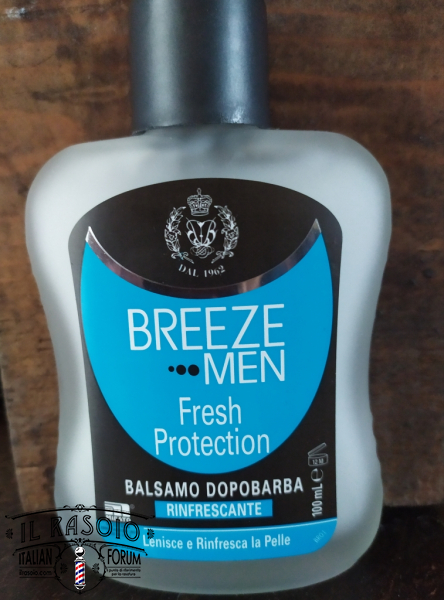 DAL 1962
BREEZE
MEN
Fresh
Protection
BALSAMO DOPOBARBA
RINFRESCANTE
100 mL ℮
12 M
Lenisce e Rinfresca la Pelle
IL RASOIO
ITALIAN FORUM